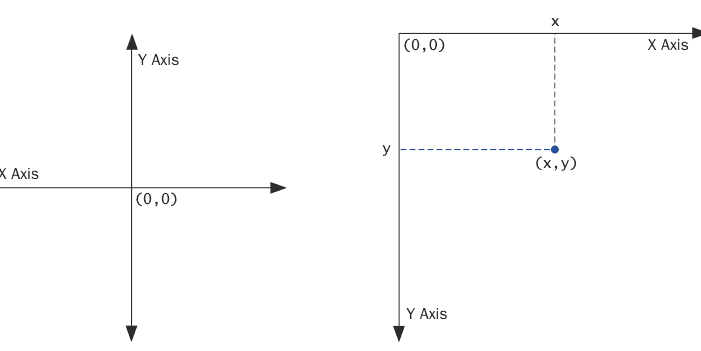 Y Axis
X Axis
(0,0)
x
(0,0)
X Axis
y
(x,y)
Y Axis